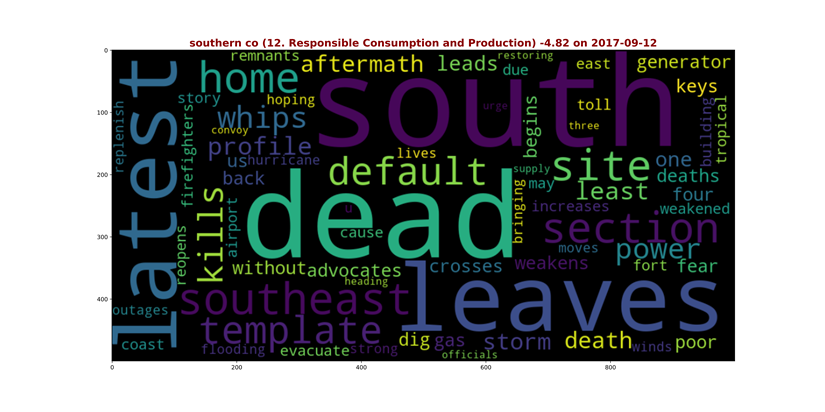 southern co (12. Responsible Consumption and Production) -4.82 on 2017-09-12
0
100
200
300
400
0
200
400
600
800
latest
south
dead
leaves
southeast
home
site
section
default
template
power
kills
whips
profile
storm
death
least
aftermath
leads
remnants
restoring
due
east
generator
keys
story
hoping
urge
toll
three
convoy
firefighters
replenish
begins
building
tropical
us
hurricane
lives
back
supply
one
deaths
may
four
bringing
increases
weakened
u
cause
airport
reopens
moves
without
advocates
crosses
weakens
fort
fear
heading
outages
coast
flooding
evacuate
strong
dig
gas
officials
winds
poor